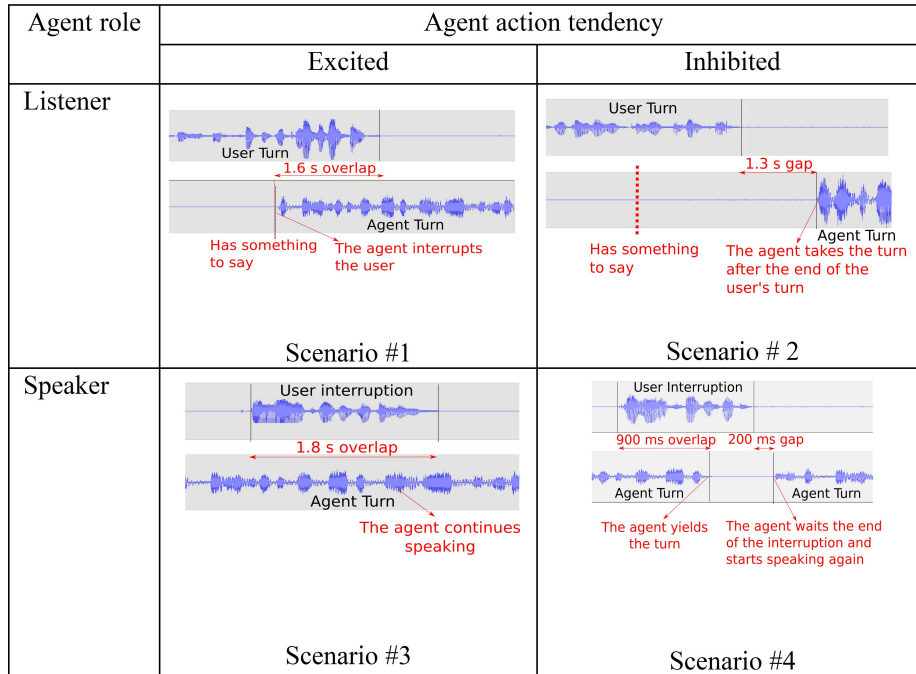 Agent role
Agent action tendency
Excited
Inhibited
Listener
User Turn
1.6 s overlap
Agent Turn
Has something
to say
The agent interrupts
the user
Scenario #1
User Turn
1.3 s gap
Agent Turn
Has something
to say
The agent takes the turn
after the end of the
user's turn
Scenario # 2
Speaker
User interruption
1.8 s overlap
Agent Turn
The agent continues
speaking
Scenario #3
User Interruption
900 ms overlap
200 ms gap
Agent Turn
Agent Turn
The agent yields
the turn
The agent waits the end
of the interruption and
starts speaking again
Scenario #4